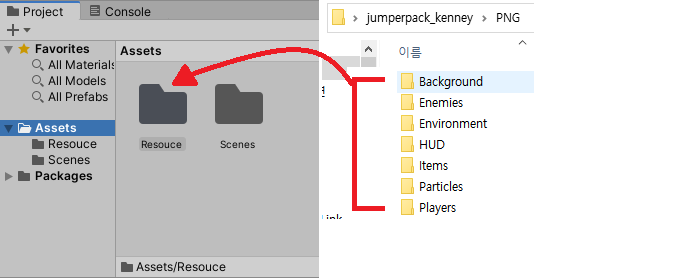 Project
Console
Favorites
All Materials
All Models
All Prefabs
Assets
Resouce
Scenes
Packages
Assets
Resouce
Scenes
Assets/Resouce
jumperpack_kenney > PNG
이름
Background
Enemies
Environment
HUD
Items
Particles
Players